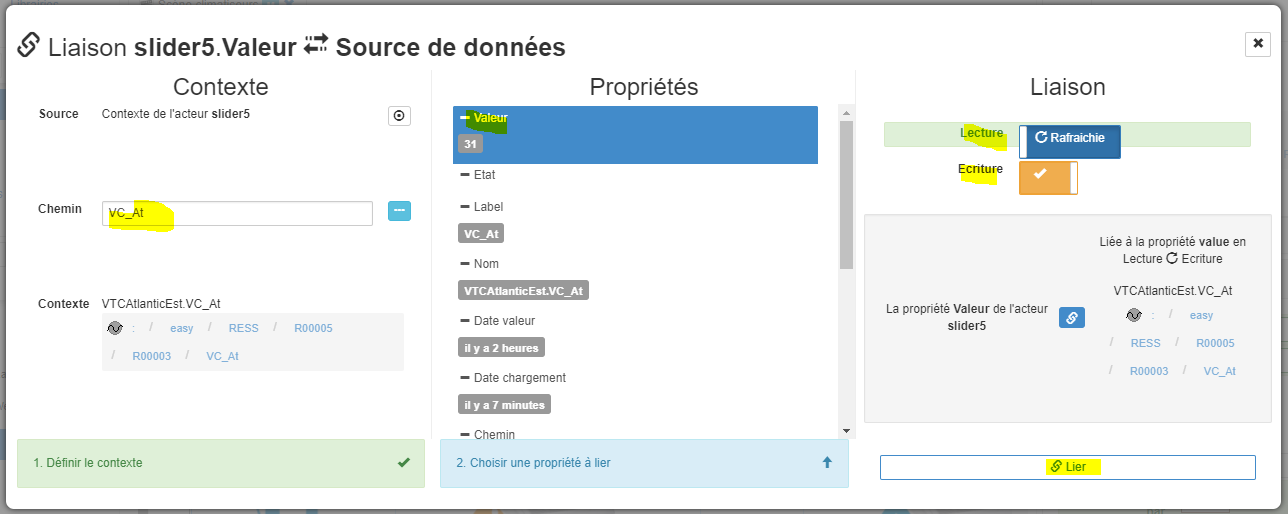 Liaison slider5.Valeur Source de données
Contexte
Source Contexte de l'acteur slider5
Chemin VC_At
Contexte VTCAtlanticEst.VC_At
: / easy / RESS / R00005
/ R00003 / VC_At
1. Définir le contexte
Propriétés
Valeur
31
Etat
Label
VC_At
Nom
VTCAtlanticEst.VC_At
Date valeur
il y a 2 heures
Date chargement
il y a 7 minutes
Chemin
2. Choisir une propriété à lier
Liaison
Lecture Rafraichie
Ecriture
La propriété Valeur de l'acteur
slider5
Liée à la propriété value en
Lecture Ecriture
VTCAtlanticEst.VC_At
: / easy
/ RESS / R00005
/ R00003 / VC_At
Lier